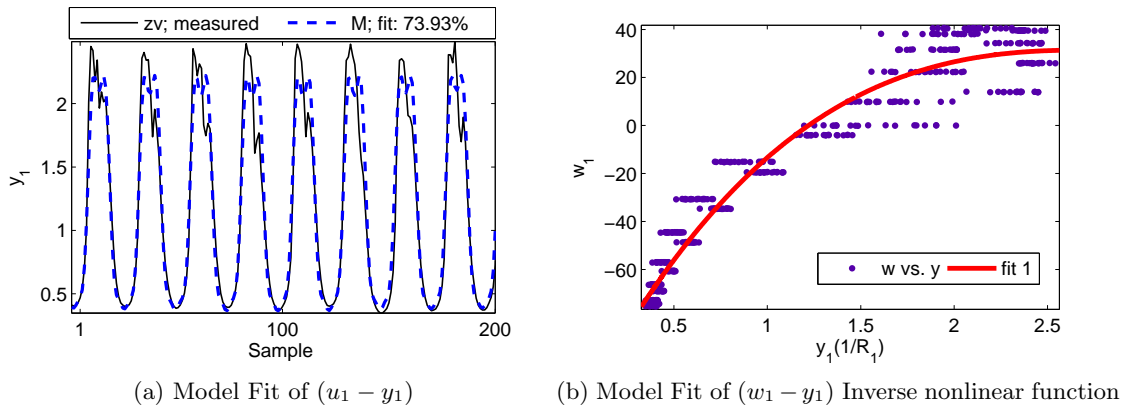 zv; measured
M; fit: 73.93%
y₁
2
1.5
1
0.5
1
100
200
Sample
(a) Model Fit of (u₁ − y₁)
w₁
40
20
0
−20
−40
−60
w vs. y
fit 1
0.5
1
1.5
2
2.5
y₁(1/R₁)
(b) Model Fit of (w₁ − y₁) Inverse nonlinear function